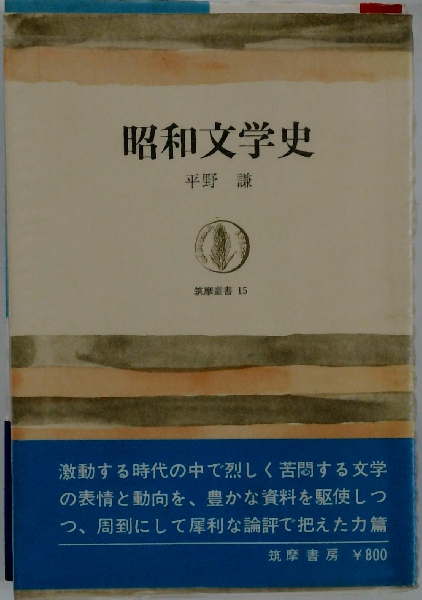 昭和文学史
平野 謙
筑摩叢書 15
激動する時代の中で烈しく苦悶する文学
の表情と動向を、豊かな資料を駆使しつ
つ、周到にして犀利な論評で把えた力篇
筑摩書房 ¥800